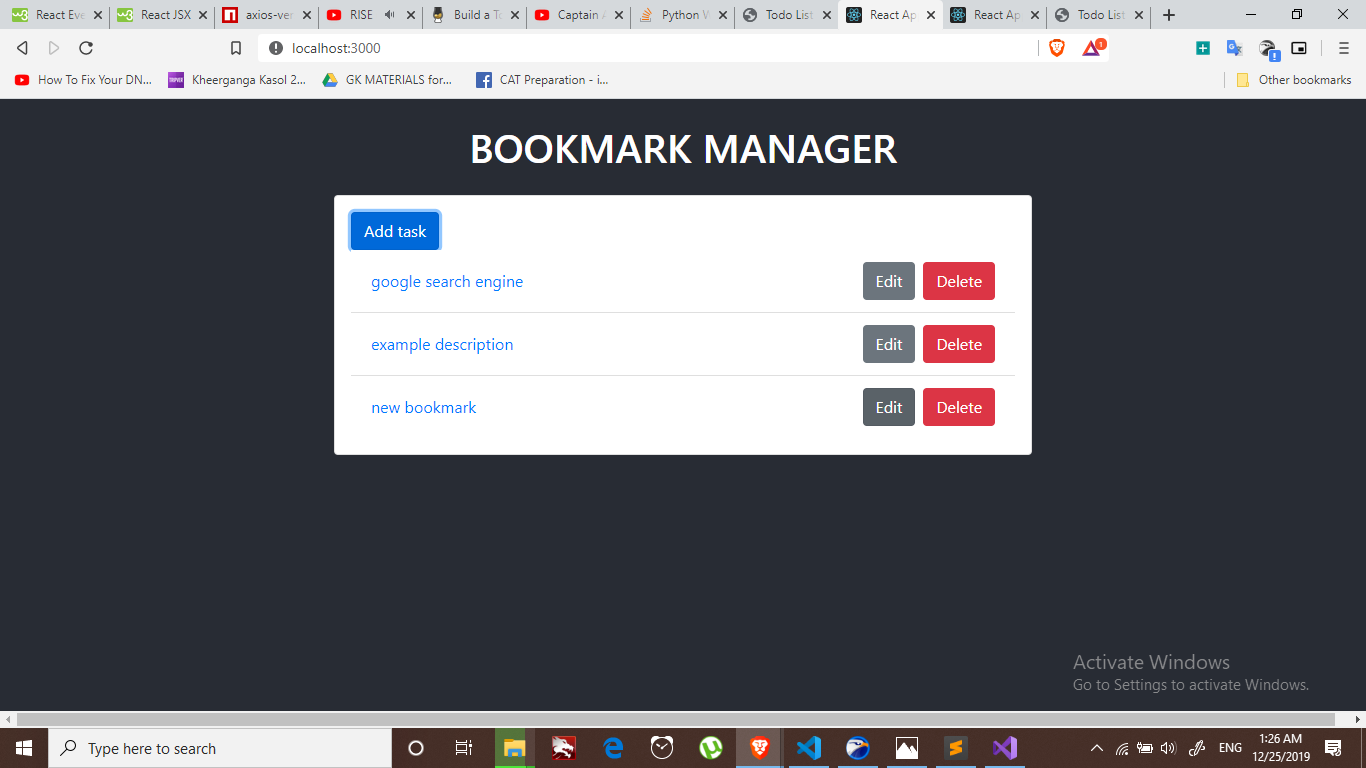 React Eve
React JSX
axios-ver
RISE
Build a To
Captain A
Python W
Todo List
React Ap
React Ap
Todo List
localhost:3000
1
How To Fix Your DN...
Kheerganga Kasol 2...
GK MATERIALS for...
CAT Preparation - i...
Other bookmarks
BOOKMARK MANAGER
Add task
google search engine
Edit
Delete
example description
Edit
Delete
new bookmark
Edit
Delete
Activate Windows
Go to Settings to activate Windows.
Type here to search
ENG
1:26 AM
12/25/2019